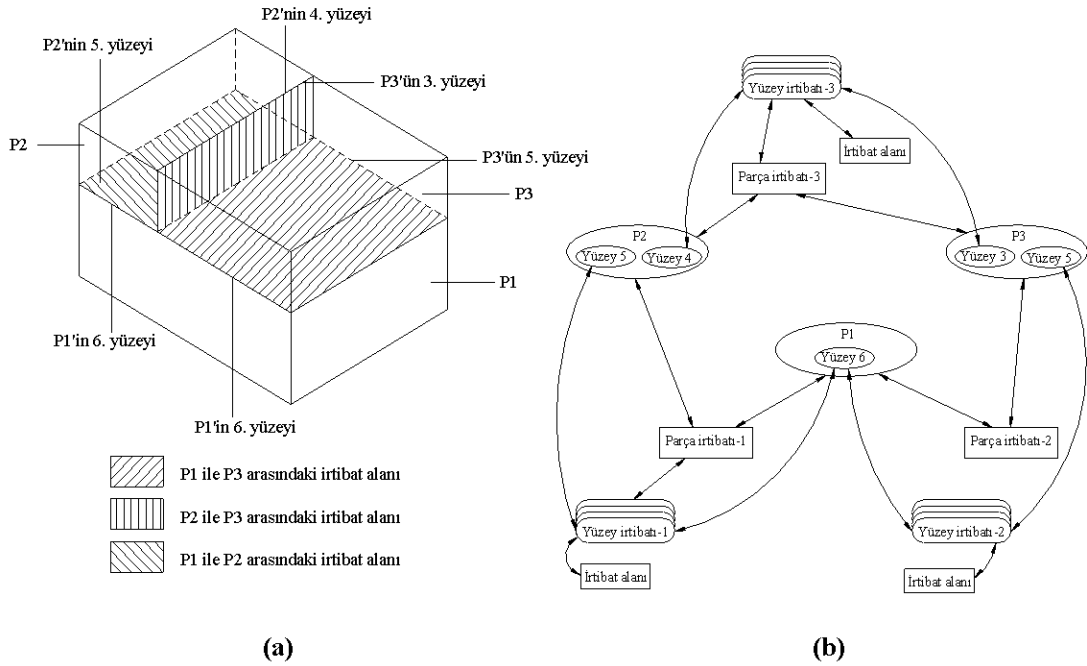 P2'nin 4. yüzeyi
P2'nin 5. yüzeyi
P3'ün 3. yüzeyi
P2
P3'ün 5. yüzeyi
P3
P1
P1'in 6. yüzeyi
P1'in 6. yüzeyi
P1 ile P3 arasındaki irtibat alanı
P2 ile P3 arasındaki irtibat alanı
P1 ile P2 arasındaki irtibat alanı
(a)
Yüzey irtibatı-3
İrtibat alanı
Parça irtibatı-3
P2
Yüzey 5
Yüzey 4
P3
Yüzey 3
Yüzey 5
P1
Yüzey 6
Parça irtibatı-1
Parça irtibatı-2
Yüzey irtibatı-1
Yüzey irtibatı-2
İrtibat alanı
İrtibat alanı
(b)